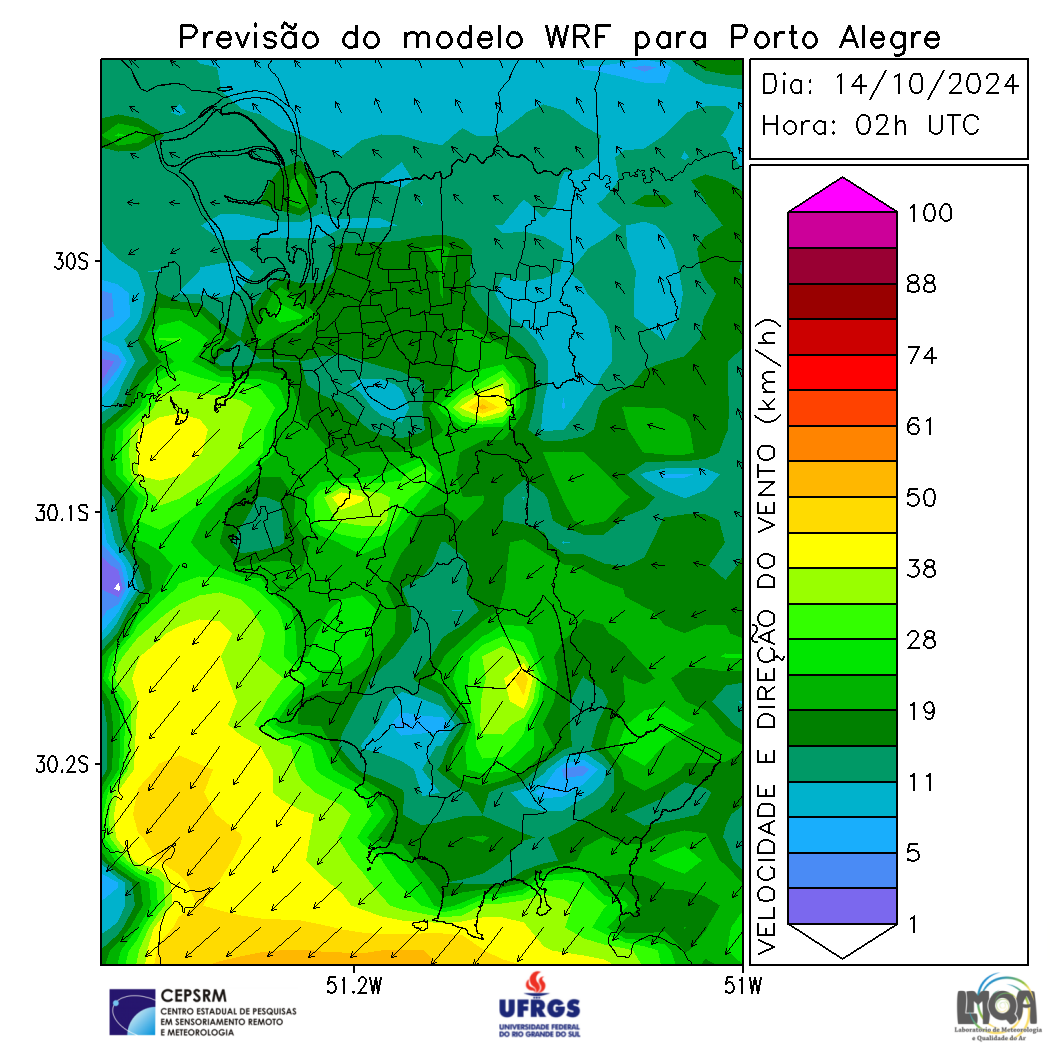 Previsão do modelo WRF para Porto Alegre
Dia: 14/10/2024
Hora: 02h UTC
30S
30.1S
30.2S
51.2W
51W
VELOCIDADE E DIREÇÃO DO VENTO (km/h)
100
88
74
61
50
38
28
19
11
5
1
CEPSRM
CENTRO ESTADUAL DE PESQUISAS
EM SENSORIAMENTO REMOTO
E METEOROLOGIA
UFRGS
UNIVERSIDADE FEDERAL
DO RIO GRANDE DO SUL
LMQA
Laboratório de Meteorologia
e Qualidade do Ar